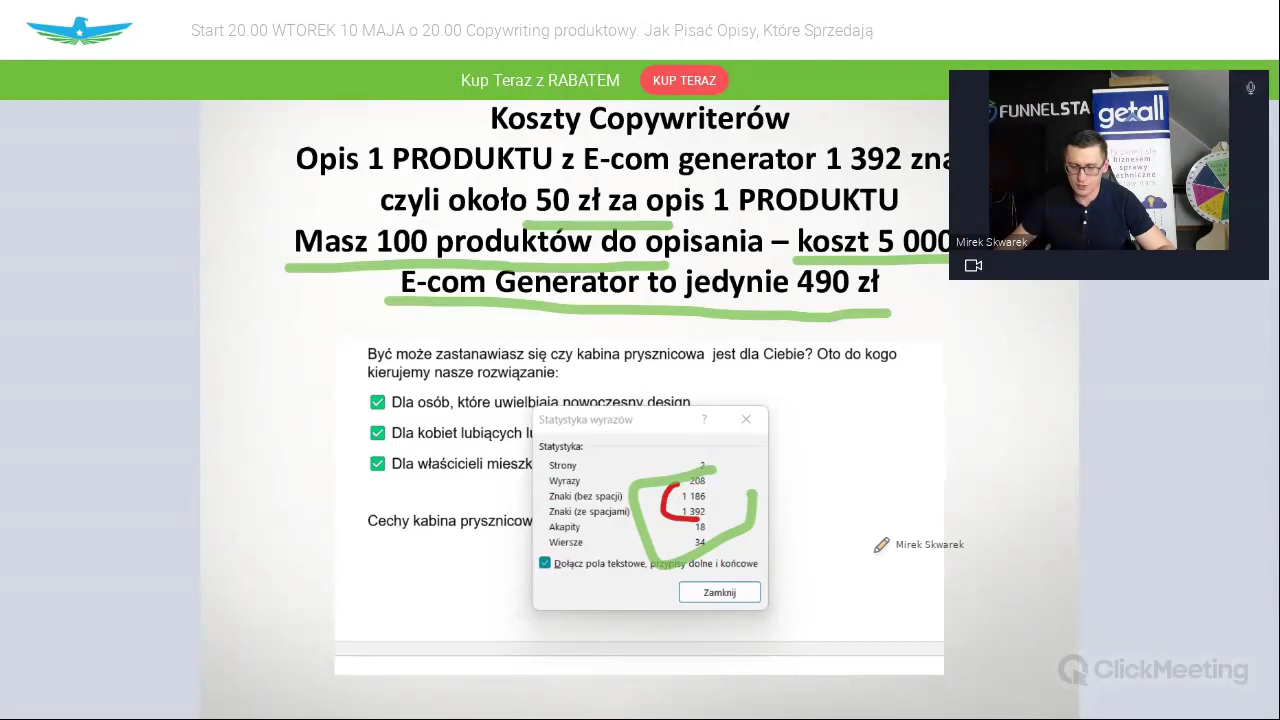 Start 20.00 WTOREK 10 MAJA o 20.00 Copywriting produktowy. Jak Pisać Opisy, Które Sprzedają
Kup Teraz z RABATEM
KUP TERAZ
Koszty Copywriterów
Opis 1 PRODUKTU z E-com generator 1 392
czyli około 50 zł za opis 1 PRODUKTU
Masz 100 produktów do opisania – koszt 5 000
E-com Generator to jedynie 490 zł
FUNNELSTA
getall
biznesem
sprawy
Mirek Skwarek
Być może zastanawiasz się czy kabina prysznicowa jest dla Ciebie? Oto do kogo
kierujemy nasze rozwiązanie:
Dla osób, które uwielbiają nowoczesny design
Dla kobiet lubiących
Dla właścicieli
Cechy kabina
Statystyka wyrazów ?
Statystyka:
Strony 2
Wyrazy 208
Znaki (bez spacji) 1 186
Znaki (ze spacjami) 1 392
Akapity 18
Wiersze 34
Dołącz pola tekstowe, przypisy dolne i końcowe
Zamknij
Mirek Skwarek
ClickMeeting